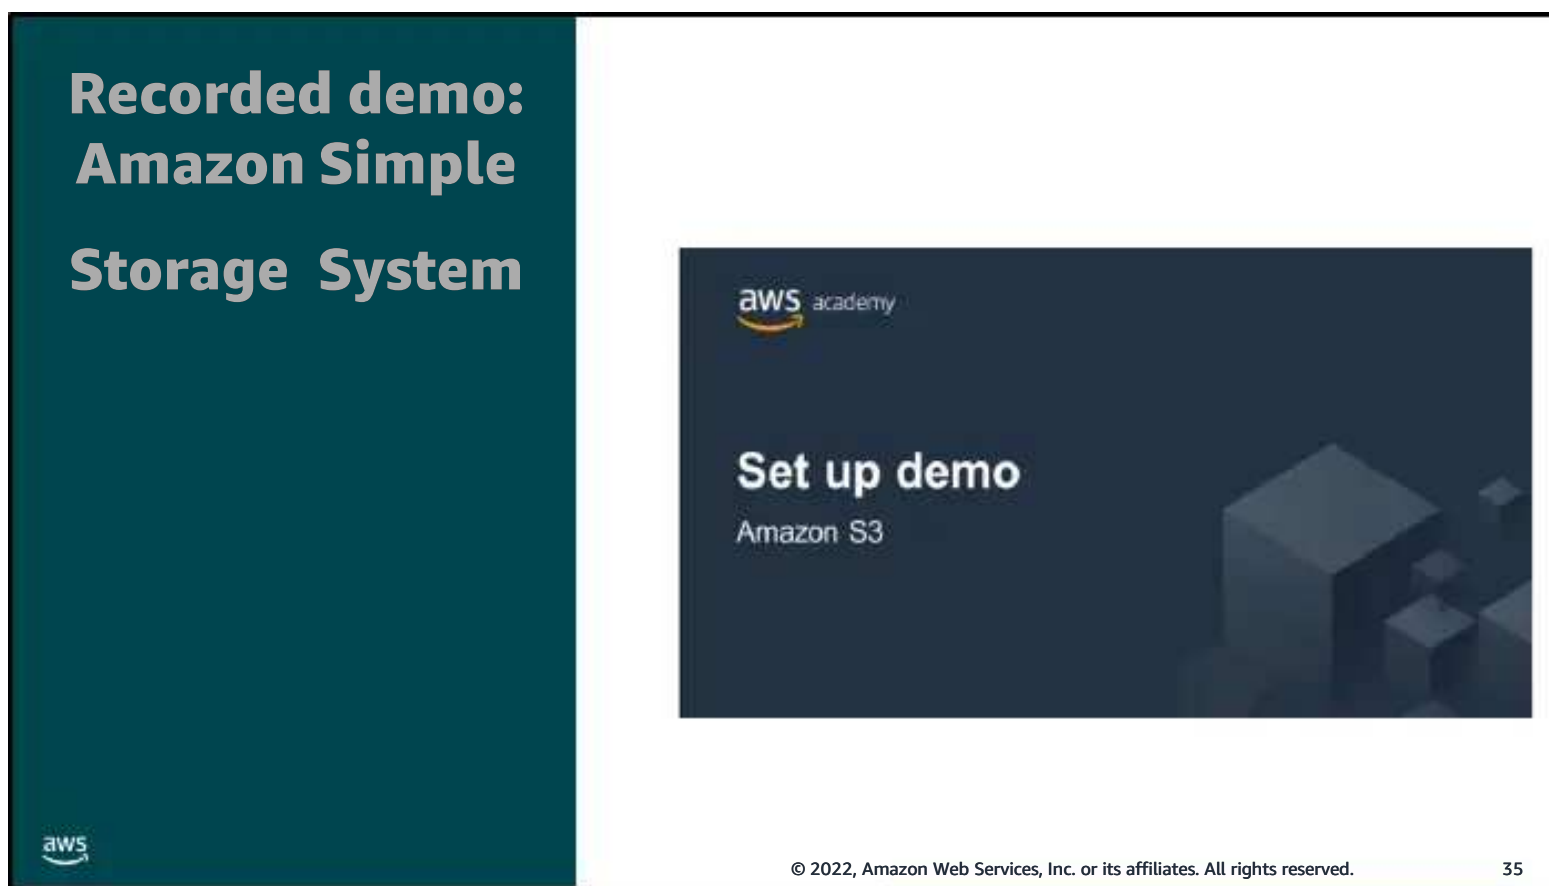 Recorded demo:
Amazon Simple
Storage System
aws academy
Set up demo
Amazon S3
aws
© 2022, Amazon Web Services, Inc. or its affiliates. All rights reserved.
35